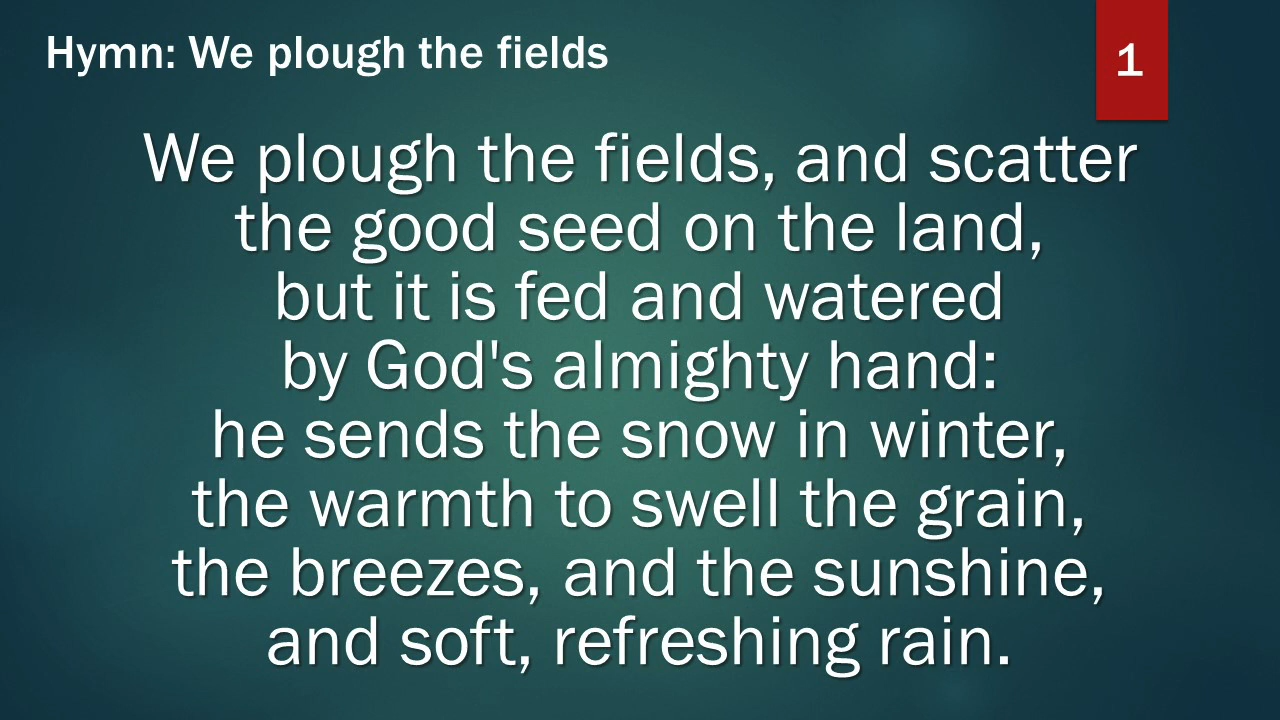 Hymn: We plough the fields
1
We plough the fields, and scatter
the good seed on the land,
but it is fed and watered
by God's almighty hand:
he sends the snow in winter,
the warmth to swell the grain,
the breezes, and the sunshine,
and soft, refreshing rain.